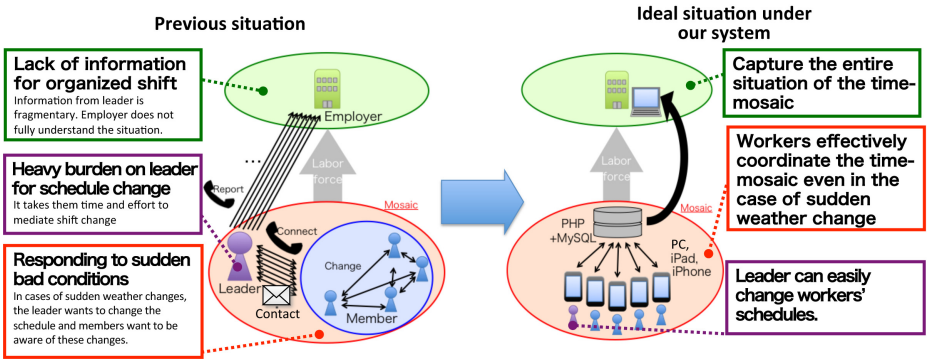 Previous situation
Ideal situation under
our system
Lack of information
for organized shift
Information from leader is
fragmentary. Employer does not
fully understand the situation.
Heavy burden on leader
for schedule change
It takes them time and effort to
mediate shift change
Responding to sudden
bad conditions
In cases of sudden weather changes,
the leader wants to change the
schedule and members want to be
aware of these changes.
Employer
...
Labor
force
Report
Mosaic
Connect
Change
Leader
Contact
Member
Labor
force
Mosaic
PHP
+MySQL
PC,
iPad,
iPhone
Capture the entire
situation of the time-
mosaic
Workers effectively
coordinate the time-
mosaic even in the
case of sudden
weather change
Leader can easily
change workers’
schedules.